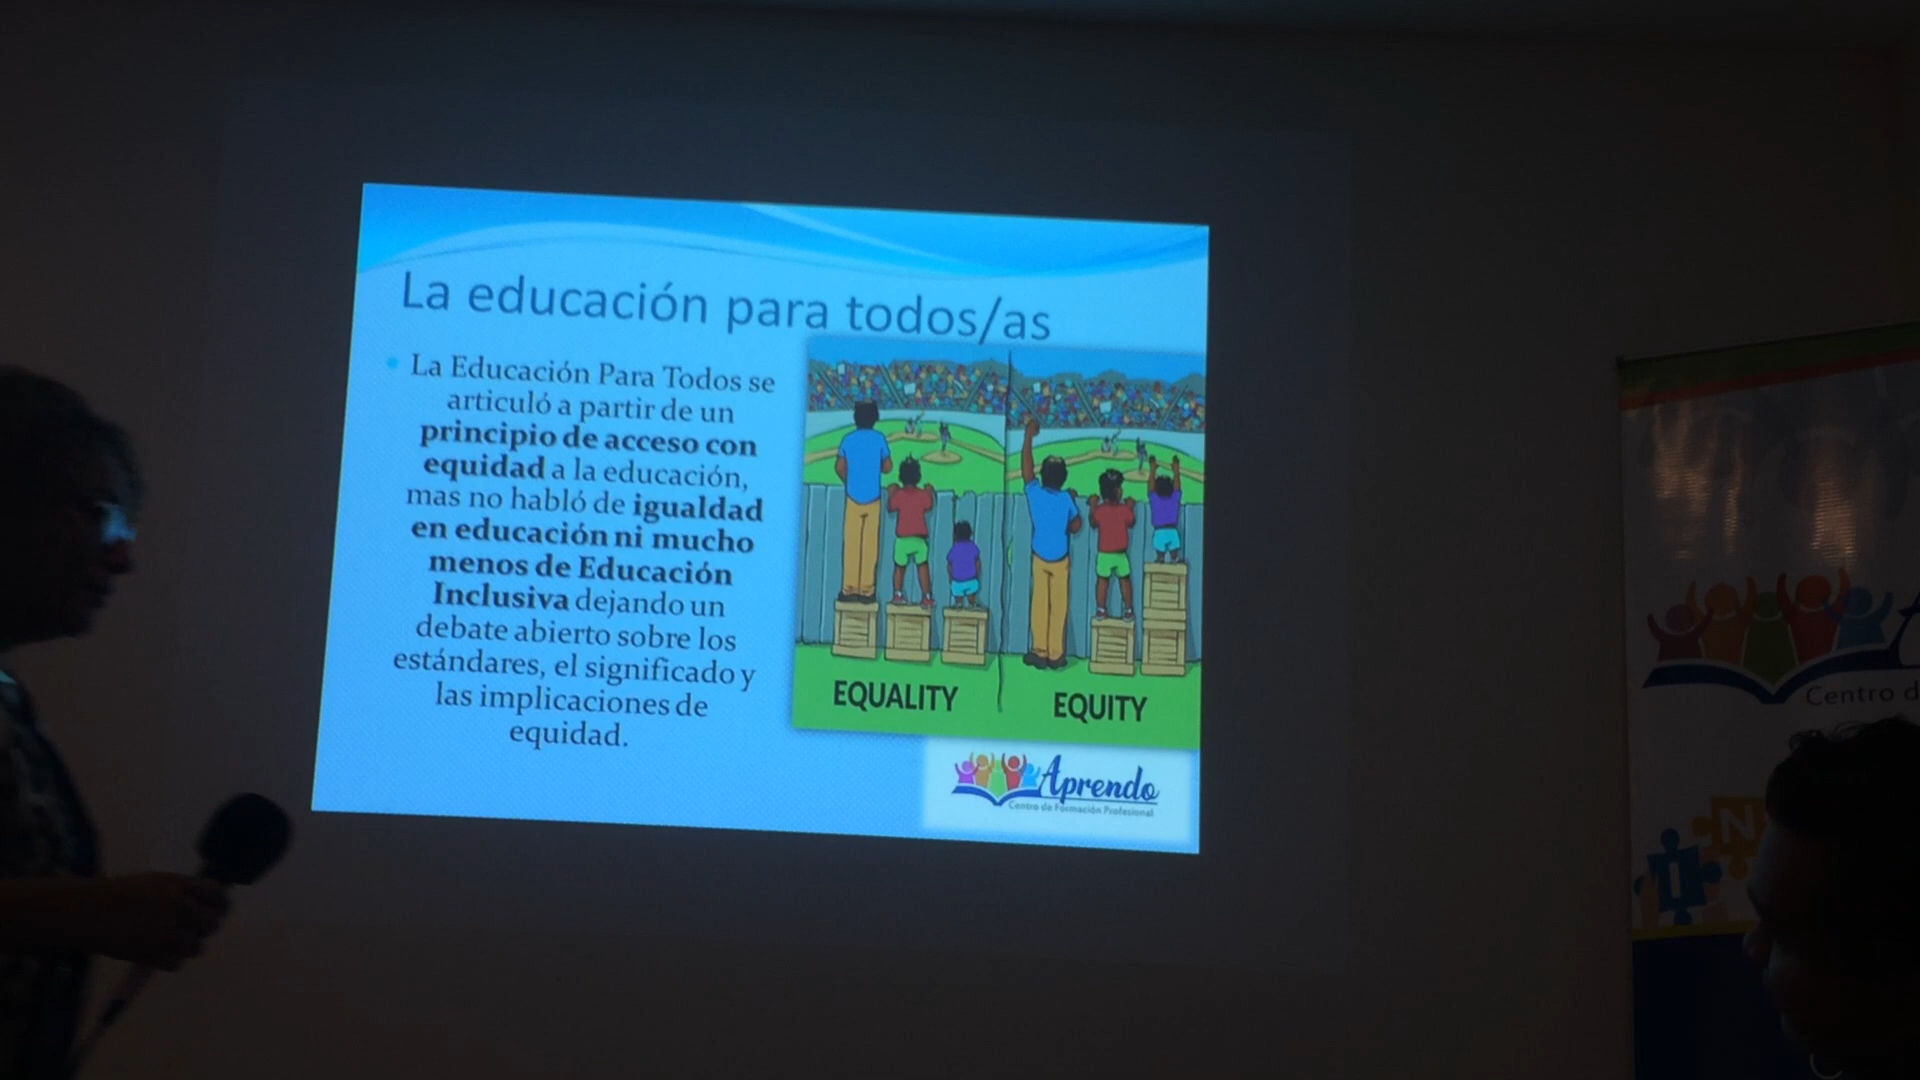 La educación para todos/as
La Educación Para Todos se
articuló a partir de un
principio de acceso con
equidad a la educación,
mas no habló de igualdad
en educación ni mucho
menos de Educación
Inclusiva dejando un
debate abierto sobre los
estándares, el significado y
las implicaciones de
equidad.
EQUALITY
EQUITY
Aprendo
Centro de Formación Profesional
Centro d
I N